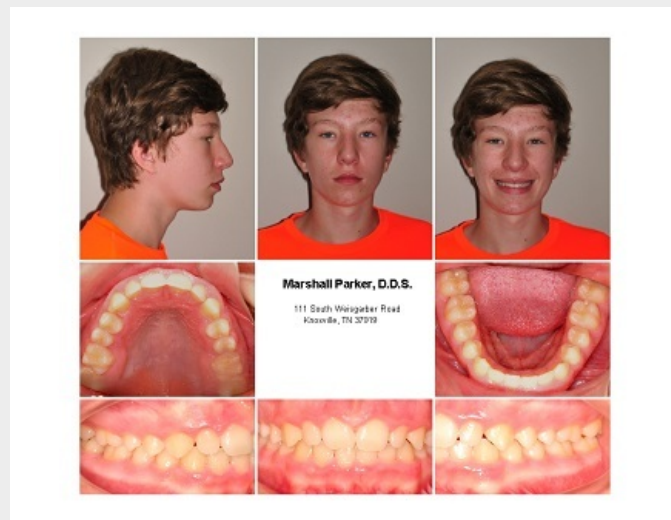 Marshall Parker, D.D.S.
111 South Weisgarber Road
Knoxville, TN 37919